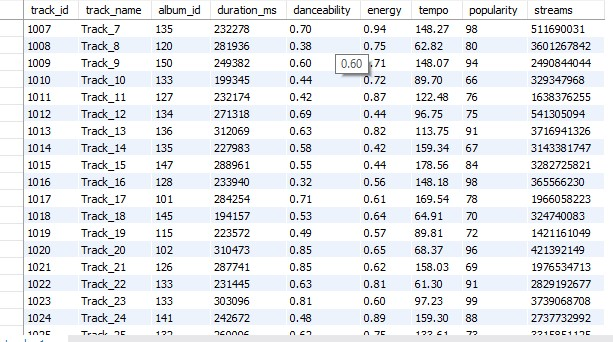 track_id track_name album_id duration_ms danceability energy tempo popularity streams
1007 Track_7 135 232278 0.70 0.94 148.27 98 511690031
1008 Track_8 120 281936 0.38 0.75 62.82 80 3601267842
1009 Track_9 150 249382 0.60 0.60 .71 148.07 94 2490844054
1010 Track_10 133 199345 0.44 0.72 89.70 66 329347968
1011 Track_11 127 232174 0.42 0.87 122.48 76 1638376255
1012 Track_12 134 271318 0.69 0.44 96.75 75 541305094
1013 Track_13 136 312069 0.63 0.82 113.75 91 3716941326
1014 Track_14 135 227983 0.58 0.42 159.34 67 3143381747
1015 Track_15 147 288961 0.55 0.44 178.56 84 3282725821
1016 Track_16 128 233940 0.32 0.56 148.18 98 365566230
1017 Track_17 101 284254 0.71 0.61 169.54 78 1966058223
1018 Track_18 145 194157 0.53 0.64 64.91 70 324740083
1019 Track_19 115 223572 0.49 0.57 89.81 72 1421161049
1020 Track_20 102 310473 0.85 0.65 68.37 96 421392149
1021 Track_21 126 287741 0.85 0.62 158.03 69 1976534713
1022 Track_22 133 231445 0.63 0.81 61.30 91 2829192677
1023 Track_23 133 303096 0.81 0.60 97.23 99 3739068708
1024 Track_24 141 242672 0.48 0.89 159.30 88 2737732992